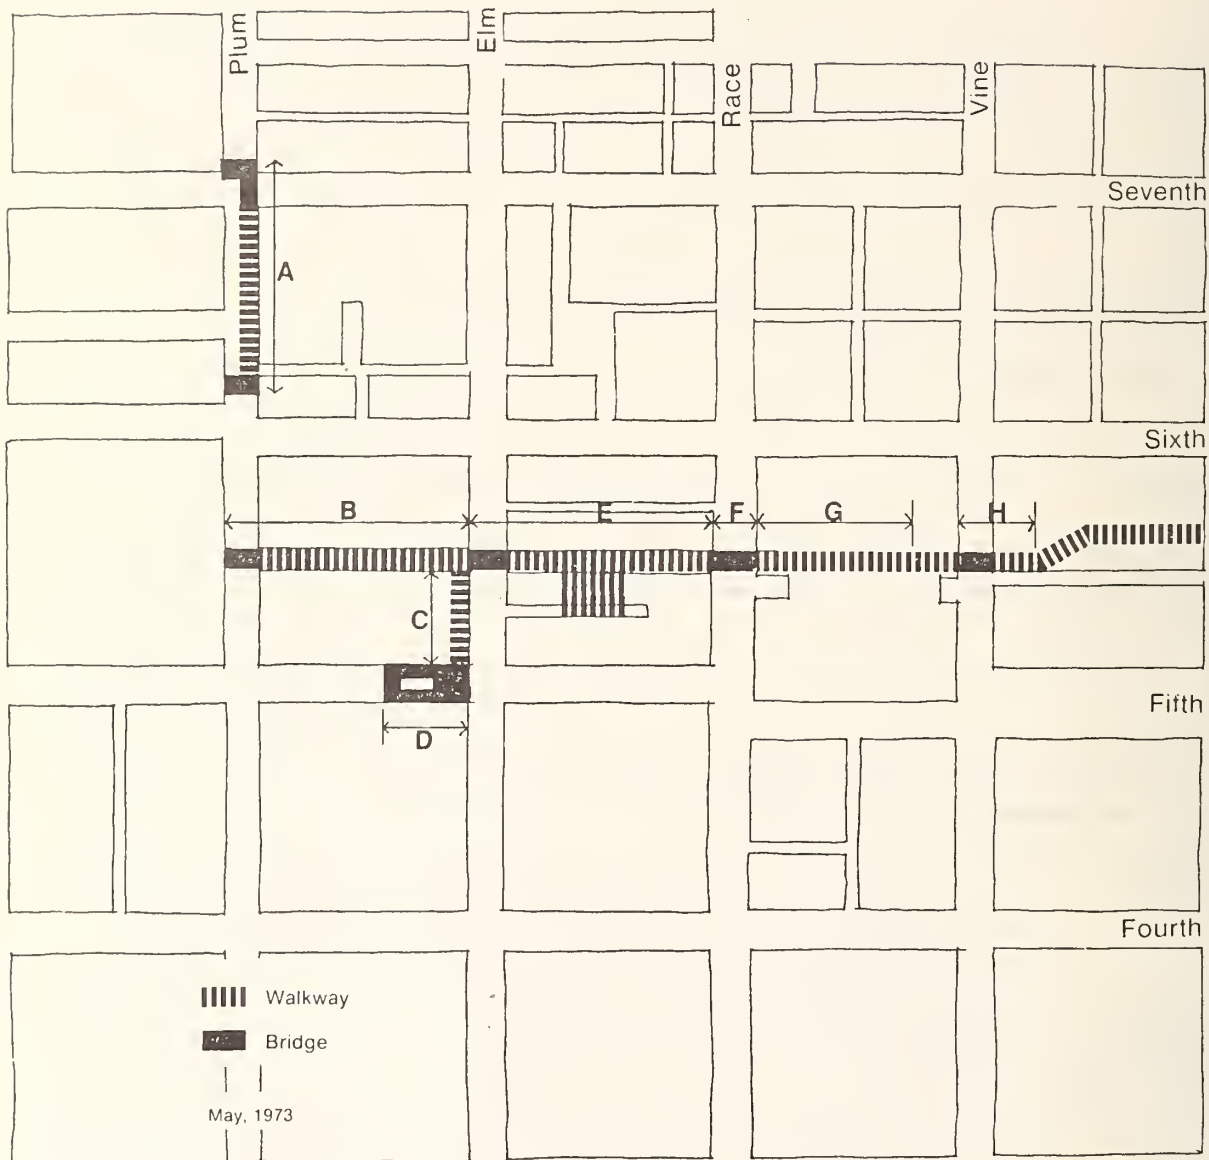 Plum
Elm
Race
Vine
Seventh
A
Sixth
B
E
F
G
H
C
Fifth
D
Fourth
Walkway
Bridge
May, 1973